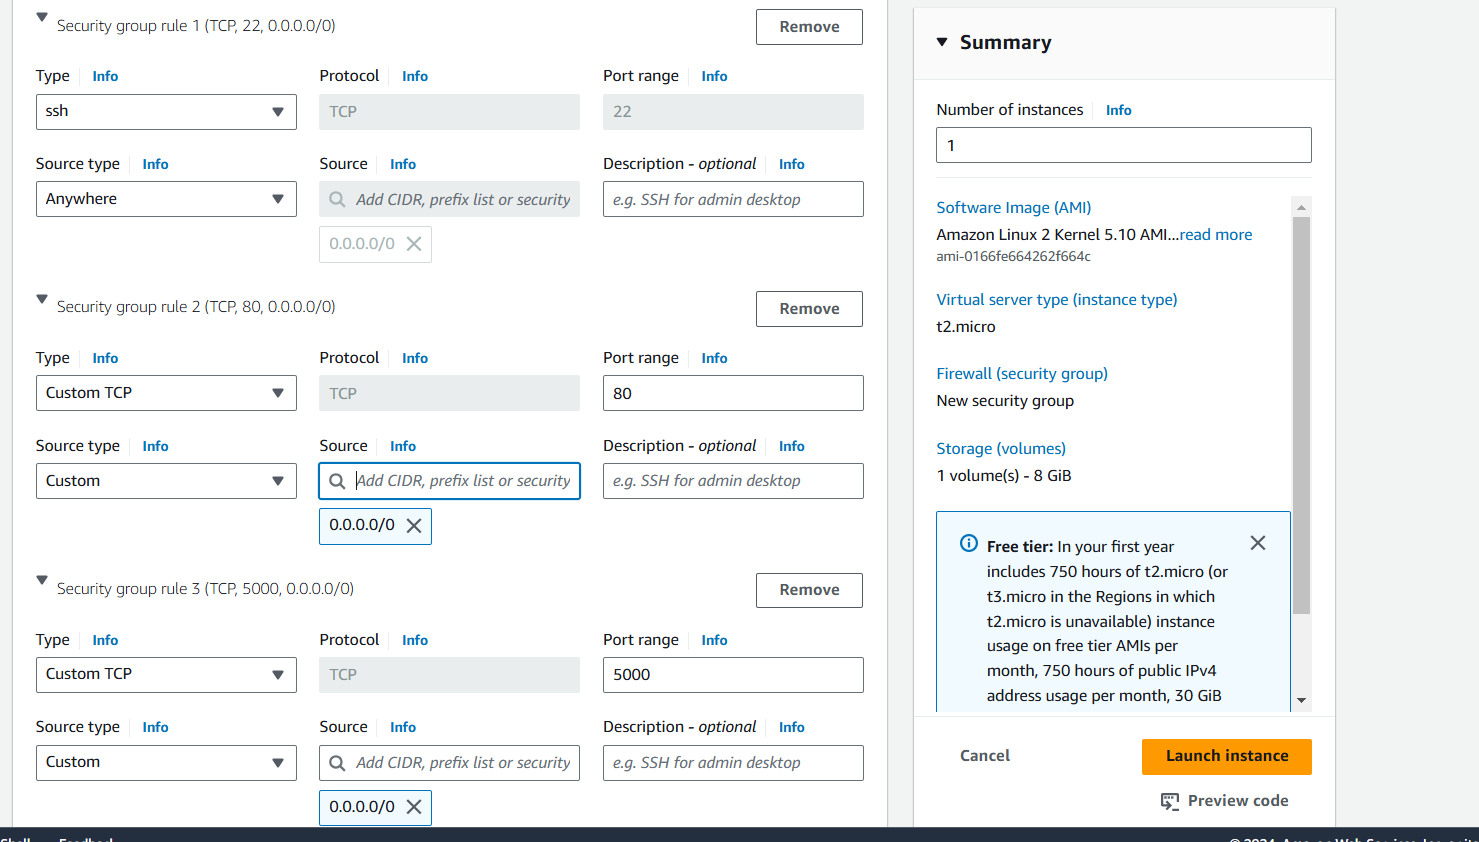 Security group rule 1 (TCP, 22, 0.0.0.0/0)
Remove
Type Info
Protocol Info
Port range Info
ssh
TCP
22
Source type Info
Source Info
Description - optional Info
Anywhere
Add CIDR, prefix list or security
e.g. SSH for admin desktop
0.0.0.0/0
Security group rule 2 (TCP, 80, 0.0.0.0/0)
Remove
Type Info
Protocol Info
Port range Info
Custom TCP
TCP
80
Source type Info
Source Info
Description - optional Info
Custom
Add CIDR, prefix list or security
e.g. SSH for admin desktop
0.0.0.0/0
Security group rule 3 (TCP, 5000, 0.0.0.0/0)
Remove
Type Info
Protocol Info
Port range Info
Custom TCP
TCP
5000
Source type Info
Source Info
Description - optional Info
Custom
Add CIDR, prefix list or security
e.g. SSH for admin desktop
0.0.0.0/0
Summary
Number of instances Info
1
Software Image (AMI)
Amazon Linux 2 Kernel 5.10 AMI...read more
ami-0166fe664262f664c
Virtual server type (instance type)
t2.micro
Firewall (security group)
New security group
Storage (volumes)
1 volume(s) - 8 GiB
Free tier: In your first year
includes 750 hours of t2.micro (or
t3.micro in the Regions in which
t2.micro is unavailable) instance
usage on free tier AMIs per
month, 750 hours of public IPv4
address usage per month, 30 GiB
Cancel
Launch instance
Preview code
Feedback
© 2024, Amazon Web Services, Inc.